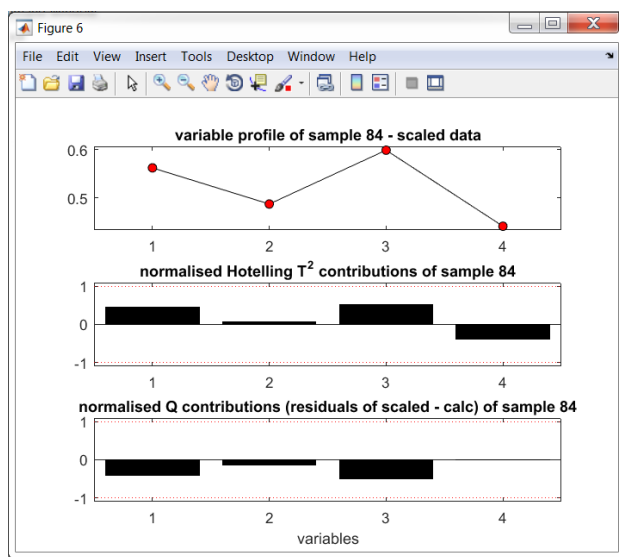 Figure 6
File Edit View Insert Tools Desktop Window Help
variable profile of sample 84 - scaled data
0.6
0.5
1 2 3 4
normalised Hotelling T² contributions of sample 84
1
0
-1
1 2 3 4
normalised Q contributions (residuals of scaled - calc) of sample 84
1
0
-1
1 2 3 4
variables